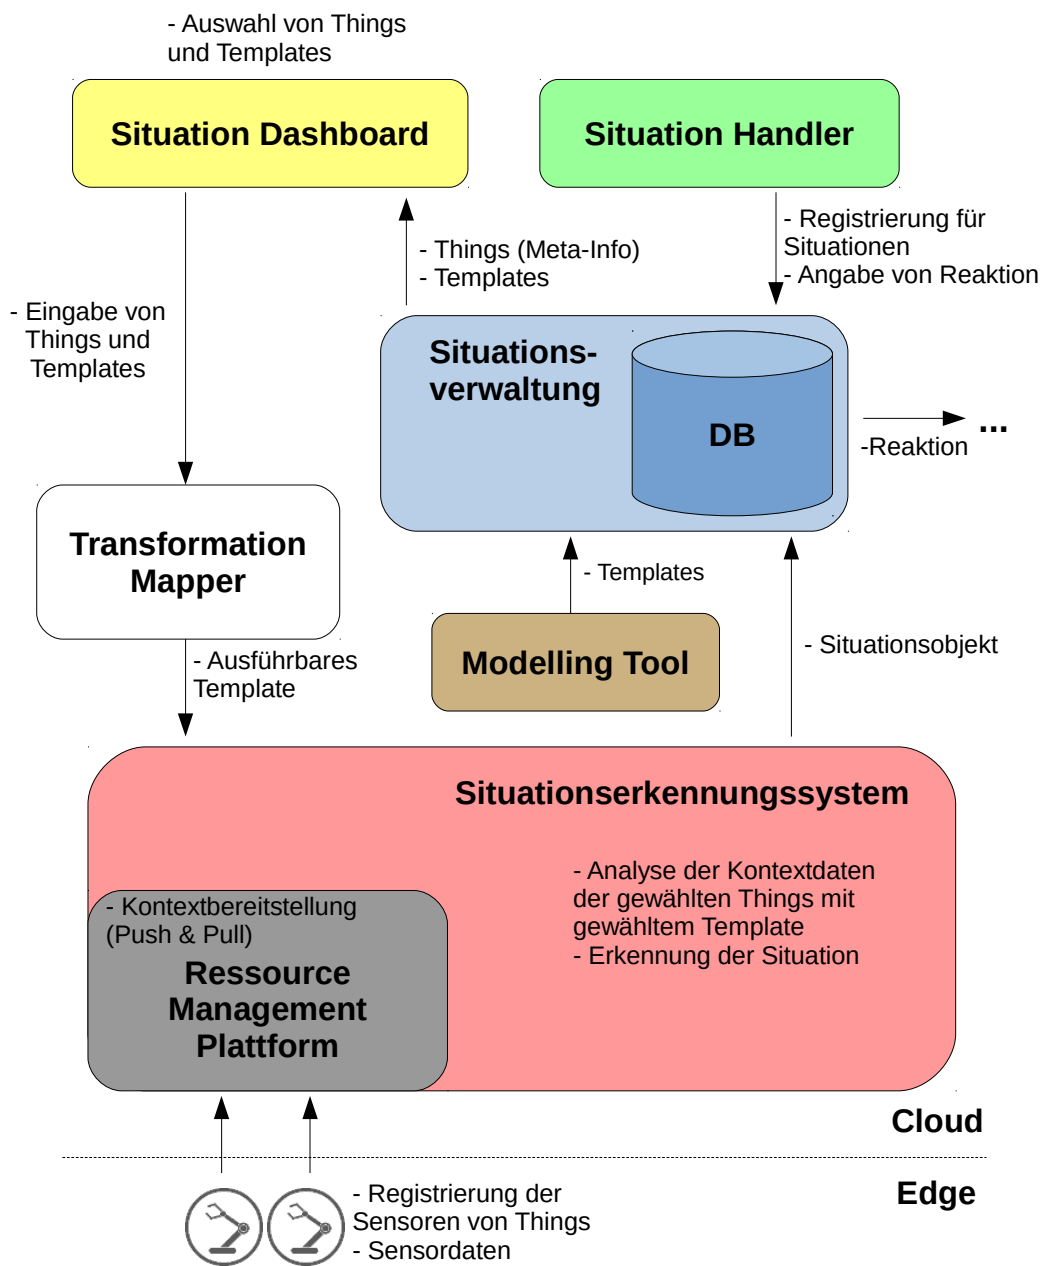 - Auswahl von Things
und Templates
Situation Dashboard
Situation Handler
- Registrierung für
Situationen
- Angabe von Reaktion
- Things (Meta-Info)
- Templates
- Eingabe von
Things und
Templates
Situations-
verwaltung
DB
...
-Reaktion
Transformation
Mapper
- Templates
- Ausführbares
Template
Modelling Tool
- Situationsobjekt
Situationserkennungssystem
- Analyse der Kontextdaten
der gewählten Things mit
gewähltem Template
- Erkennung der Situation
- Kontextbereitstellung
(Push & Pull)
Ressource
Management
Plattform
Cloud
Edge
- Registrierung der
Sensoren von Things
- Sensordaten